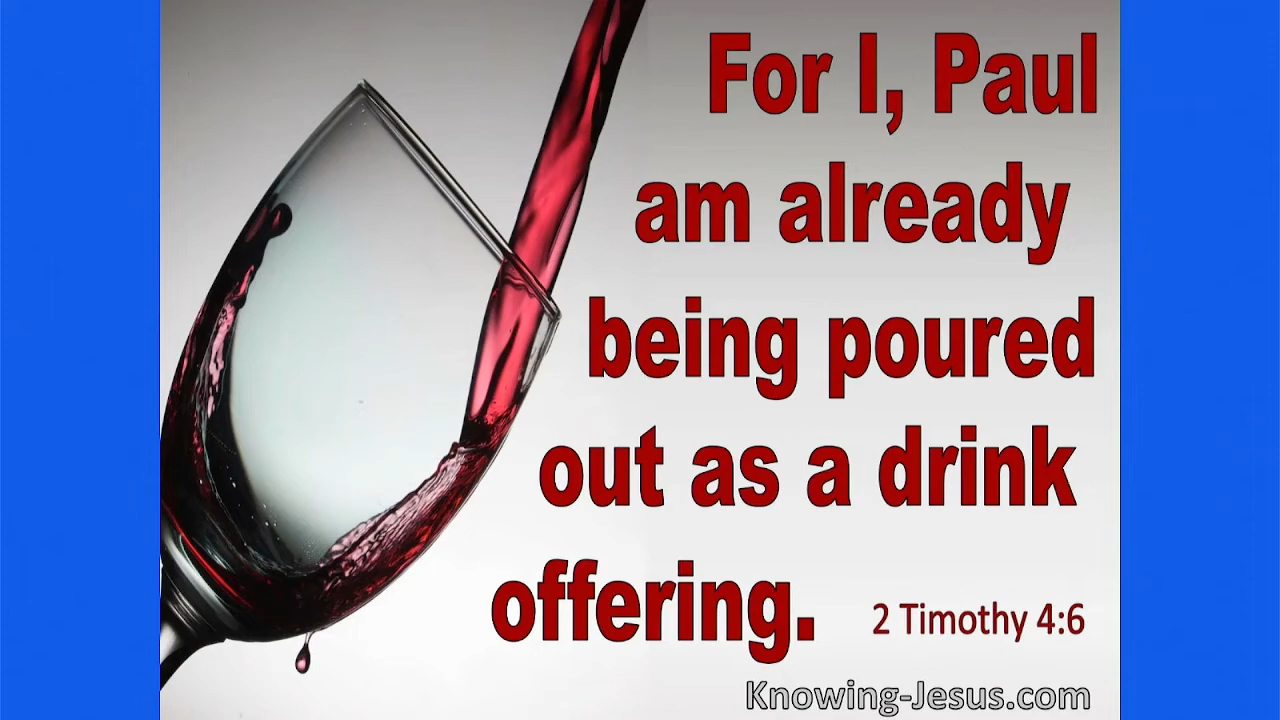 For I, Paul
am already
being poured
out as a drink
offering.
2 Timothy 4:6
Knowing-Jesus.com